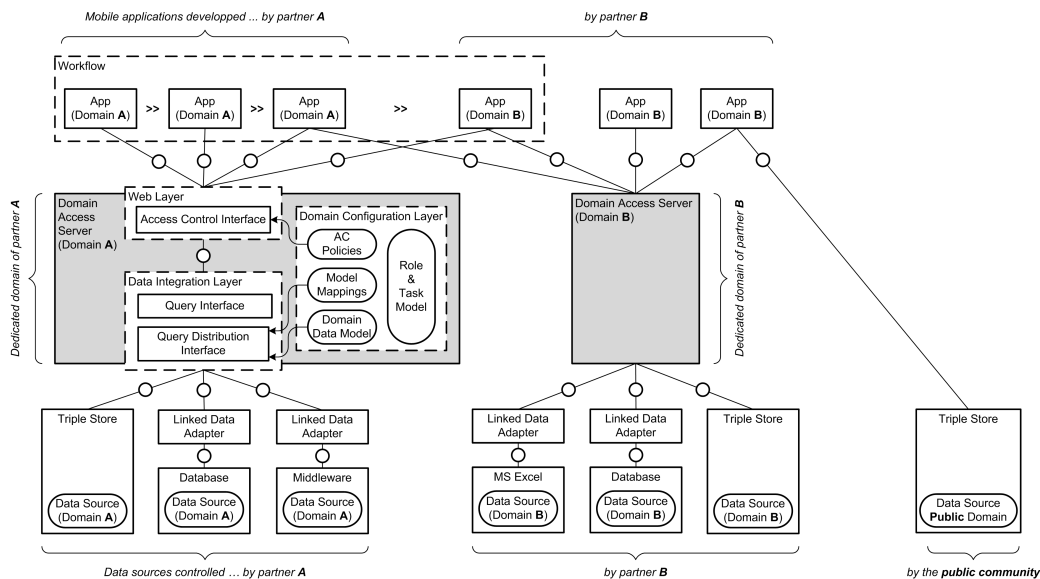 Mobile applications developped ... by partner A
by partner B
Workflow
App
(Domain A)
>>
App
(Domain A)
>>
App
(Domain A)
>>
App
(Domain B)
App
(Domain B)
App
(Domain B)
Dedicated domain of partner A
Domain
Access
Server
(Domain A)
Web Layer
Access Control Interface
Data Integration Layer
Query Interface
Query Distribution
Interface
Domain Configuration Layer
AC
Policies
Model
Mappings
Domain
Data Model
Role
&
Task
Model
Domain Access Server
(Domain B)
Dedicated domain of partner B
Triple Store
Data Source
(Domain A)
Linked Data
Adapter
Database
Data Source
(Domain A)
Linked Data
Adapter
Middleware
Data Source
(Domain A)
Linked Data
Adapter
MS Excel
Data Source
(Domain B)
Linked Data
Adapter
Database
Data Source
(Domain B)
Triple Store
Data Source
(Domain B)
Triple Store
Data Source
Public Domain
Data sources controlled … by partner A
by partner B
by the public community